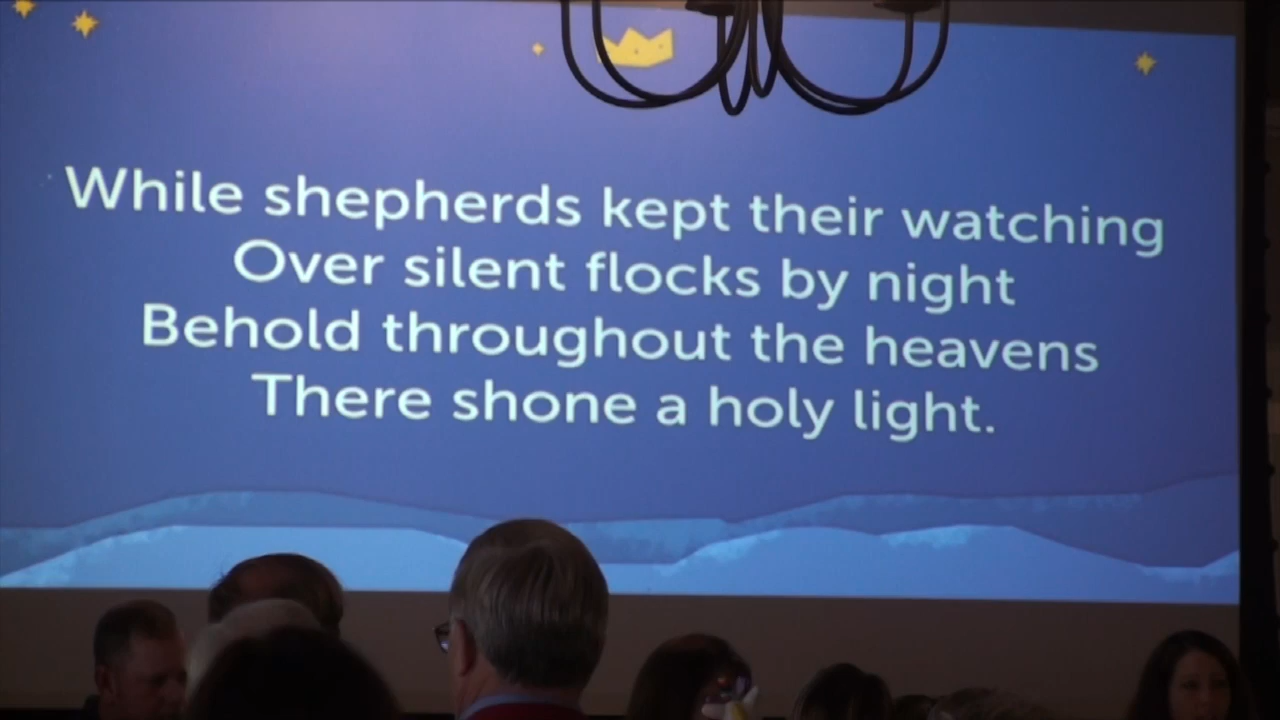 While shepherds kept their watching
Over silent flocks by night
Behold throughout the heavens
There shone a holy light.